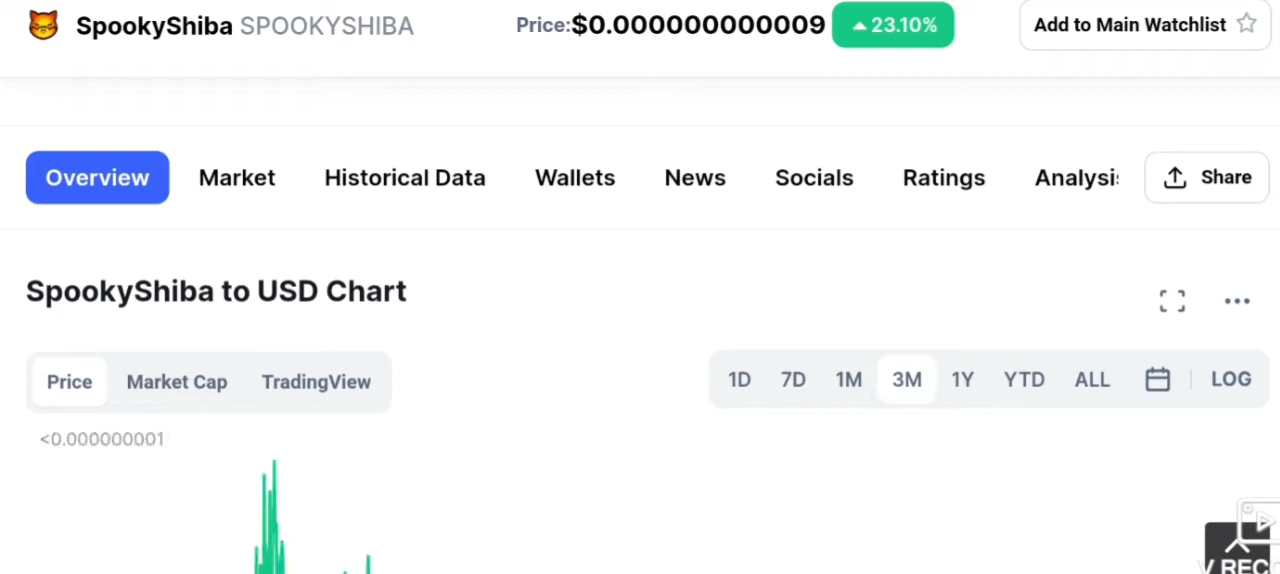 SpookyShiba SPOOKYSHIBA Price:$0.000000000009 23.10% Add to Main Watchlist
Overview Market Historical Data Wallets News Socials Ratings Analysi Share
SpookyShiba to USD Chart
Price Market Cap TradingView 1D 7D 1M 3M 1Y YTD ALL LOG
<0.000000001
V RECO